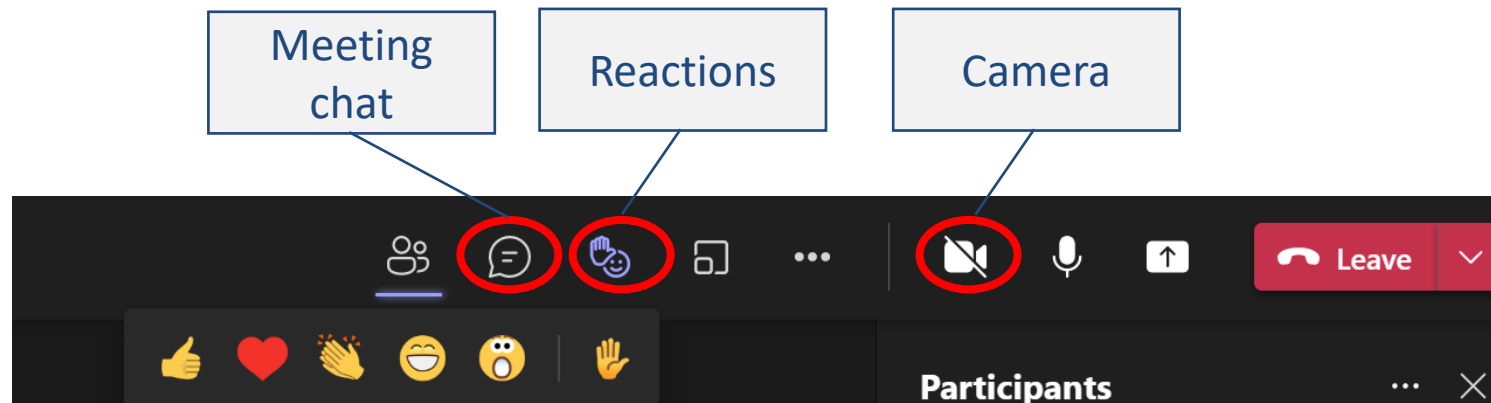 Meeting
chat
Reactions
Camera
Leave
Participants